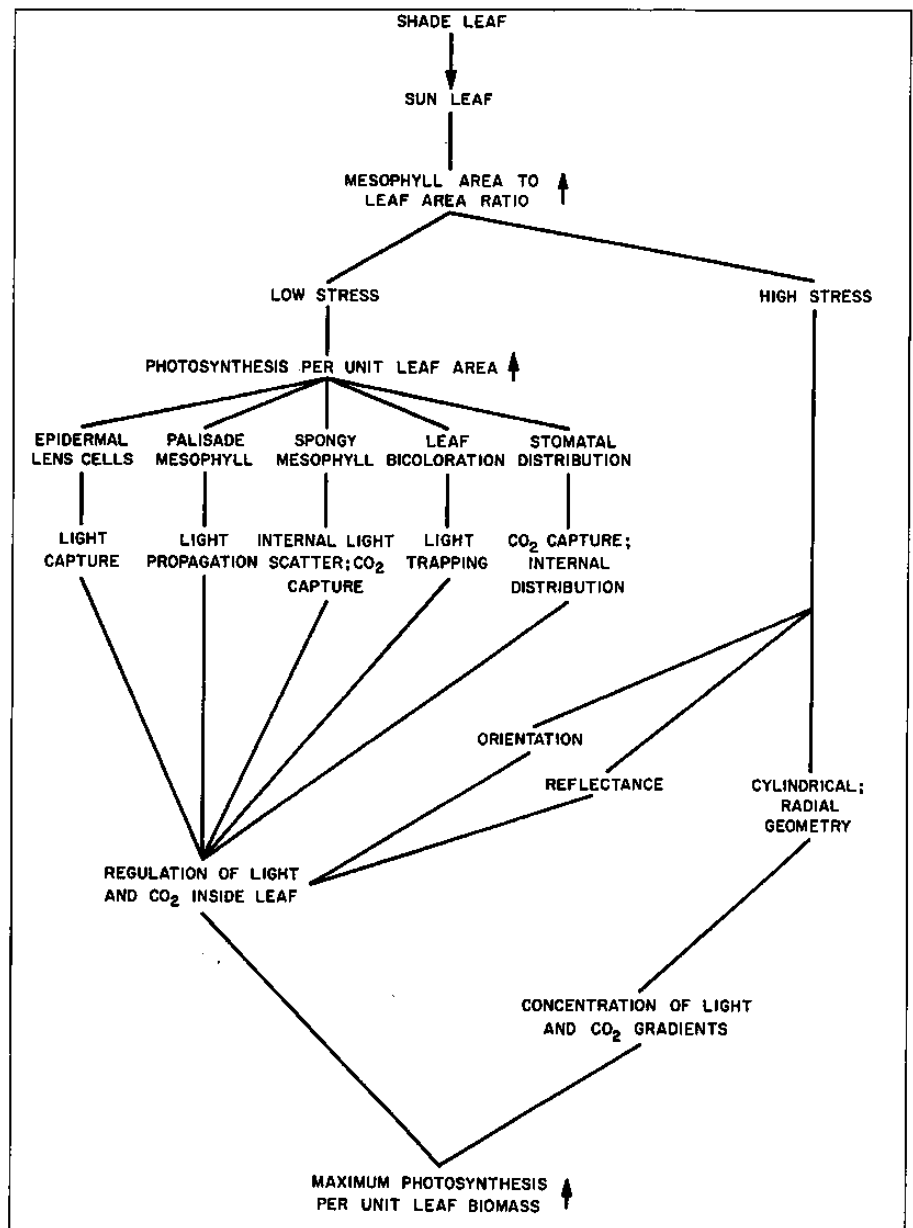 SHADE LEAF
SUN LEAF
MESOPHYLL AREA TO
LEAF AREA RATIO
LOW STRESS
HIGH STRESS
PHOTOSYNTHESIS PER UNIT LEAF AREA
EPIDERMAL
LENS CELLS
PALISADE
MESOPHYLL
SPONGY
MESOPHYLL
LEAF
BICOLORATION
STOMATAL
DISTRIBUTION
LIGHT
CAPTURE
LIGHT
PROPAGATION
INTERNAL LIGHT
SCATTER; CO2
CAPTURE
LIGHT
TRAPPING
CO2 CAPTURE;
INTERNAL
DISTRIBUTION
ORIENTATION
REFLECTANCE
CYLINDRICAL;
RADIAL
GEOMETRY
REGULATION OF LIGHT
AND CO2 INSIDE LEAF
CONCENTRATION OF LIGHT
AND CO2 GRADIENTS
MAXIMUM PHOTOSYNTHESIS
PER UNIT LEAF BIOMASS